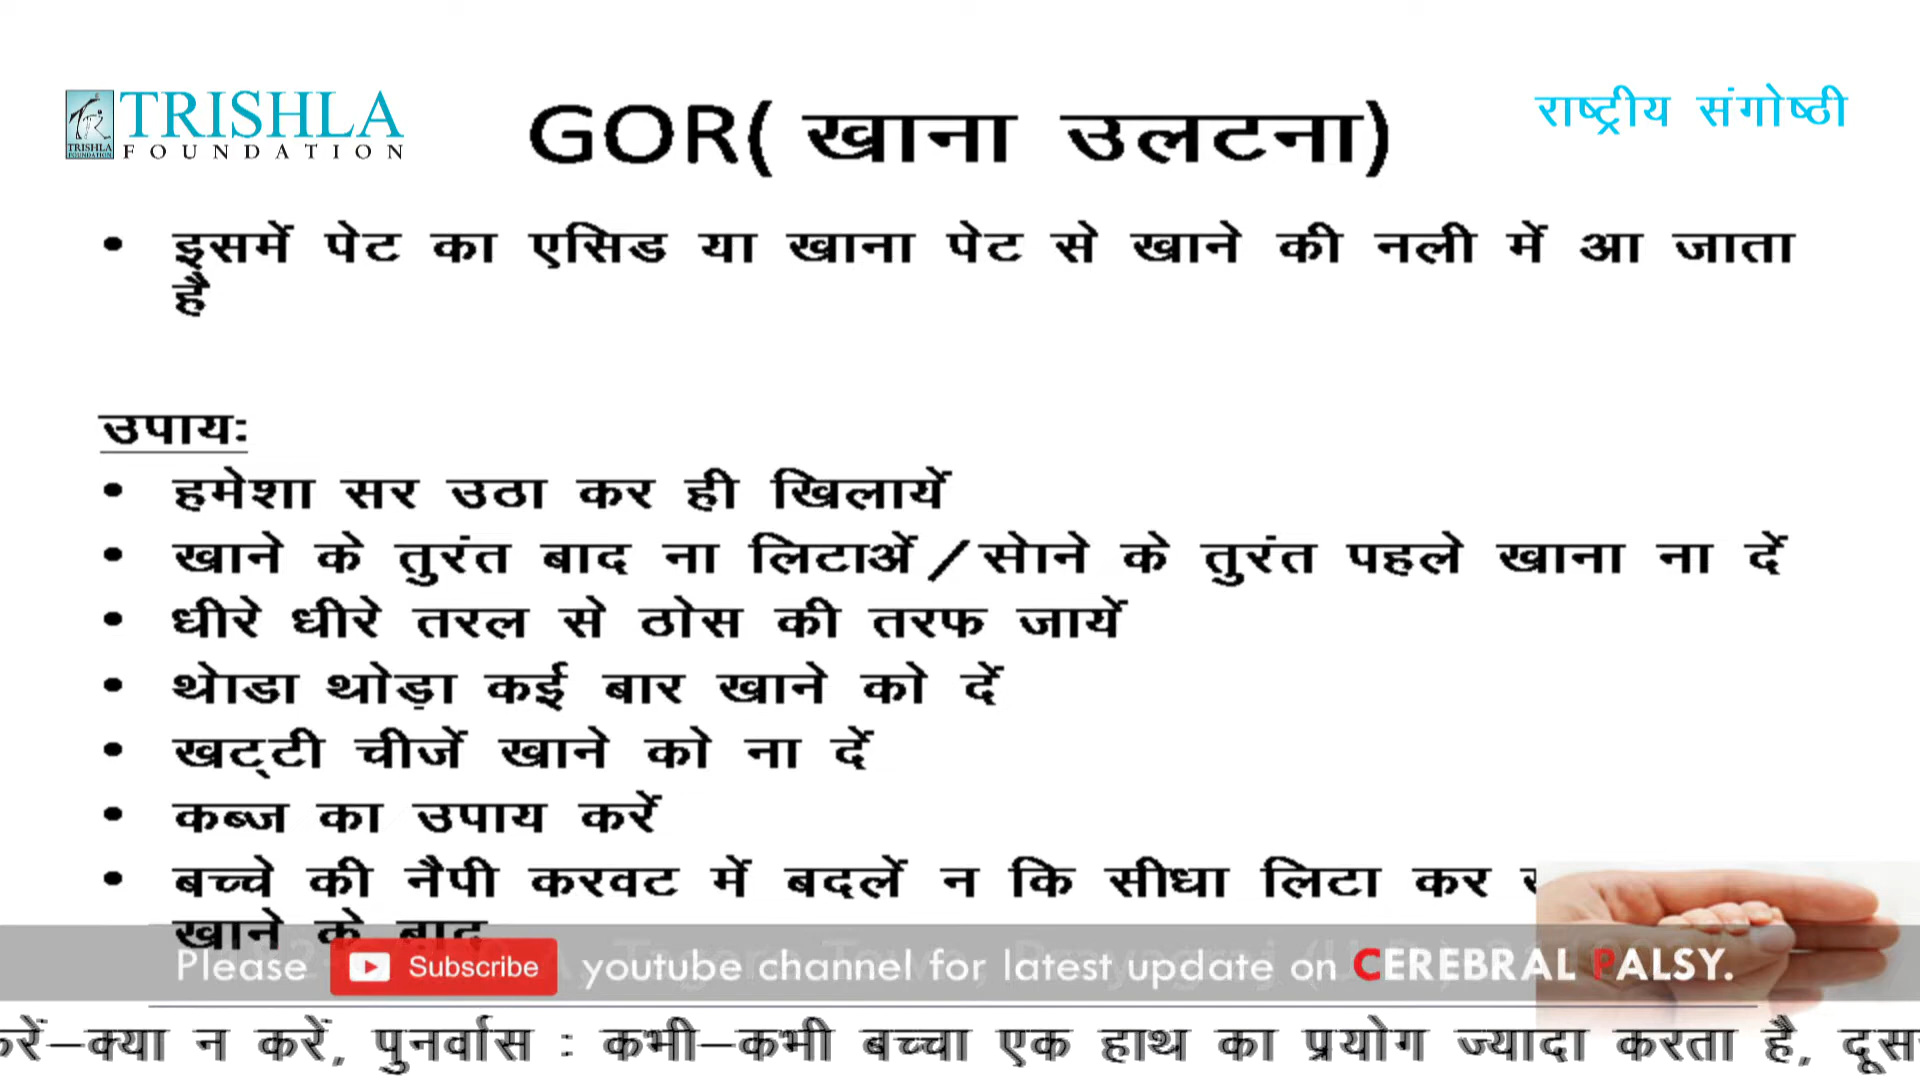 TRISHLA
FOUNDATION
TRISHLA
FOUNDATION
GOR( खाना उलटना)
राष्ट्रीय संगोष्ठी
• इसमें पेट का एसिड या खाना पेट से खाने की नली में आ जाता
है
उपायः
• हमेशा सर उठा कर ही खिलायें
• खाने के तुरंत बाद ना लिटाअें/सेाने के तुरंत पहले खाना ना दें
• धीरे धीरे तरल से ठोस की तरफ जायें
• थेाडा थोड़ा कई बार खाने को दें
• खट्टी चीजें खाने को ना दें
• कब्ज का उपाय करें
• बच्चे की नैपी करवट में बदलें न कि सीधा लिटा कर
खाने के बाद
Please Subscribe youtube channel for latest update on CEREBRAL PALSY.
करें–क्या न करें, पुनर्वास : कभी–कभी बच्चा एक हाथ का प्रयोग ज्यादा करता है,